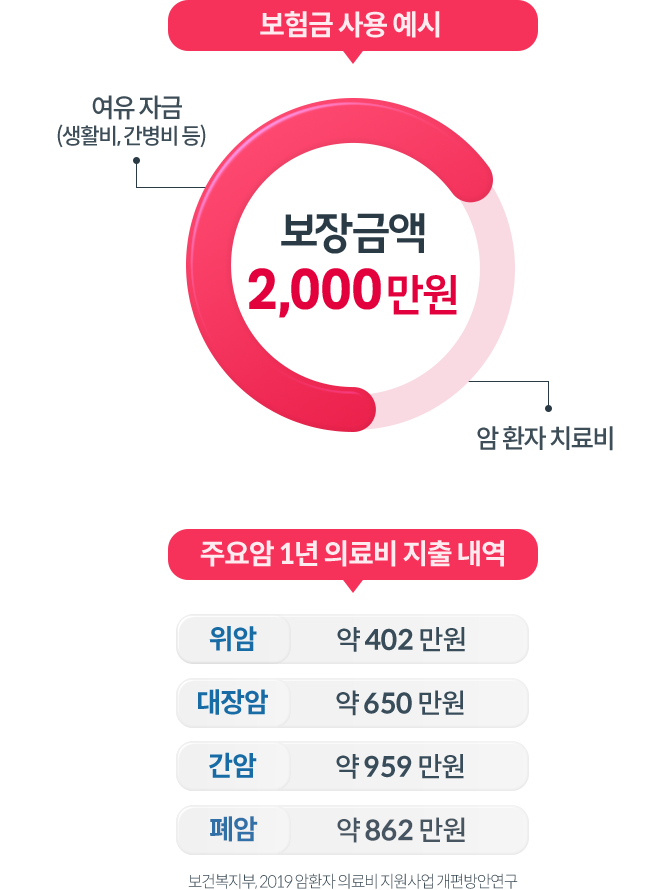 보험금 사용 예시
여유 자금
(생활비, 간병비 등)
보장금액
2,000만원
암 환자 치료비
주요암 1년 의료비 지출 내역
위암 약 402 만원
대장암 약 650 만원
간암 약 959 만원
폐암 약 862 만원
보건복지부, 2019 암환자 의료비 지원사업 개편방안연구